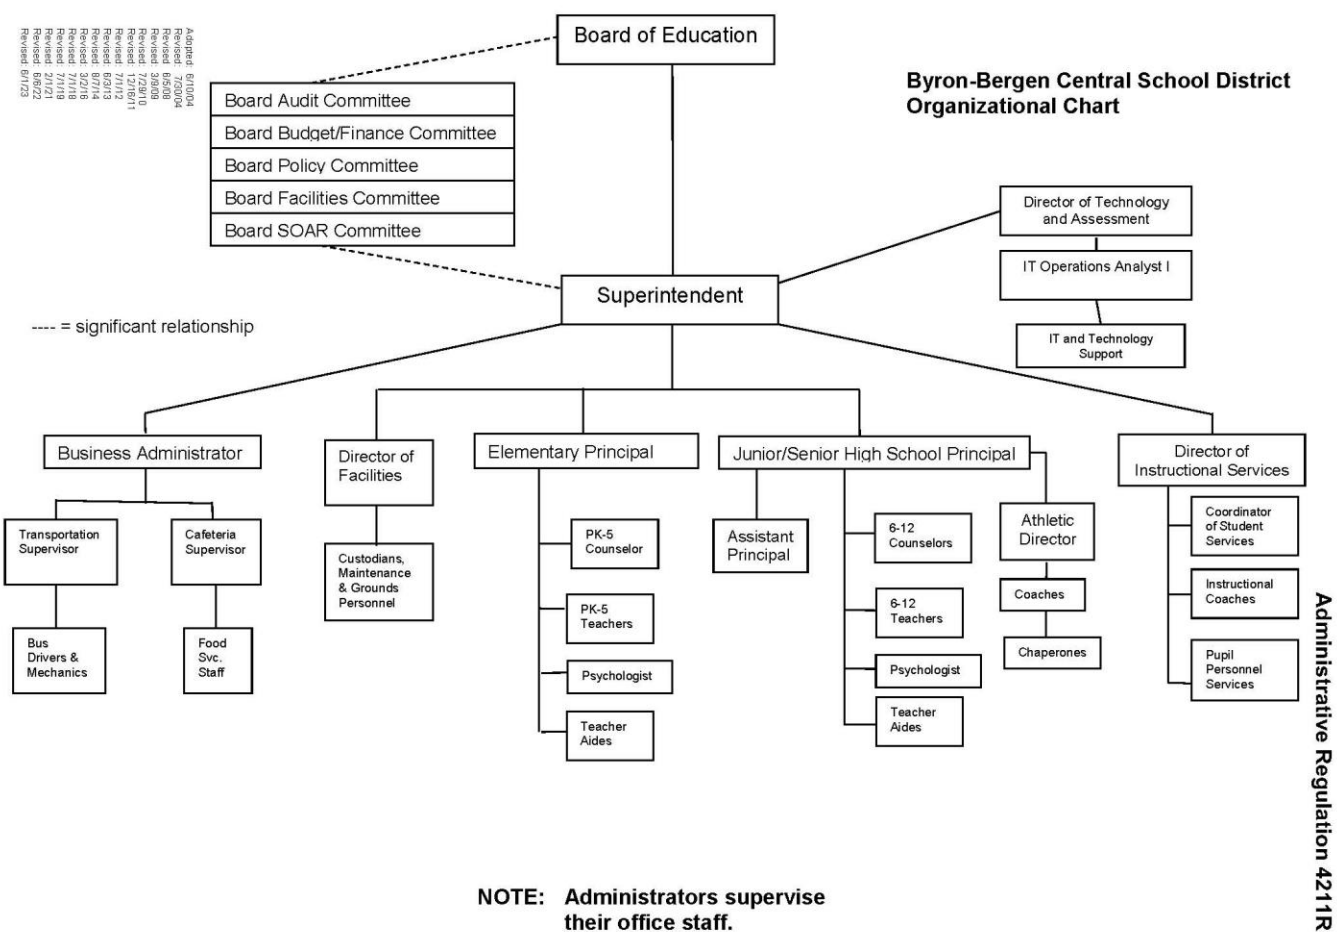 Board of Education
Byron-Bergen Central School District
Organizational Chart
Adopted: 6/10/04
Revised: 7/30/04
Revised: 6/5/08
Revised: 3/9/09
Revised: 7/29/10
Revised: 12/16/11
Revised: 7/1/12
Revised: 6/3/13
Revised: 8/7/14
Revised: 3/2/16
Revised: 7/1/18
Revised: 7/1/19
Revised: 2/1/21
Revised: 6/6/22
Revised: 6/1/23
Board Audit Committee
Board Budget/Finance Committee
Board Policy Committee
Board Facilities Committee
Board SOAR Committee
Director of Technology
and Assessment
IT Operations Analyst I
IT and Technology
Support
Superintendent
---- = significant relationship
Business Administrator
Transportation
Supervisor
Bus
Drivers &
Mechanics
Cafeteria
Supervisor
Food
Svc.
Staff
Director of
Facilities
Custodians,
Maintenance
& Grounds
Personnel
Elementary Principal
PK-5
Counselor
PK-5
Teachers
Psychologist
Teacher
Aides
Junior/Senior High School Principal
Assistant
Principal
6-12
Counselors
6-12
Teachers
Psychologist
Teacher
Aides
Athletic
Director
Coaches
Chaperones
Director of
Instructional Services
Coordinator
of Student
Services
Instructional
Coaches
Pupil
Personnel
Services
Administrative Regulation 4211R
NOTE: Administrators supervise
their office staff.